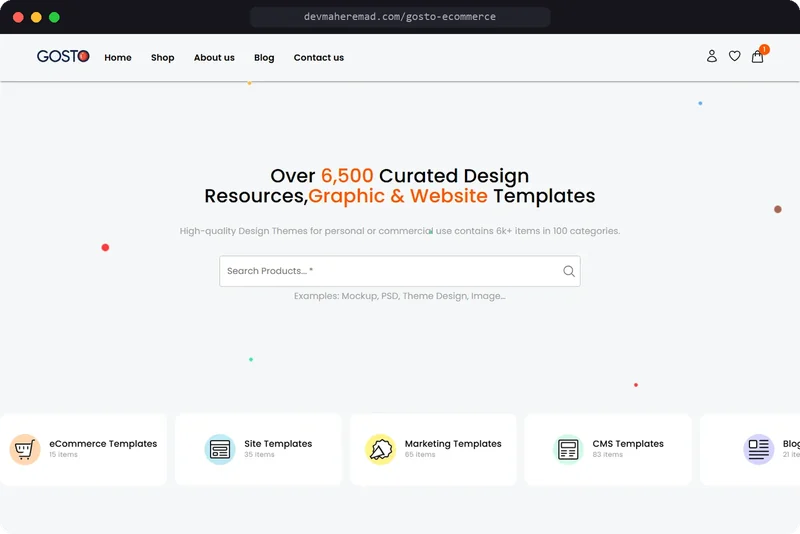 devmaheremad.com/gosto-ecommerce
GOSTO Home Shop About us Blog Contact us 1
Over 6,500 Curated Design
Resources,Graphic & Website Templates
High-quality Design Themes for personal or commercial use contains 6k+ items in 100 categories.
Search Products... *
Examples: Mockup, PSD, Theme Design, Image...
eCommerce Templates
15 items
Site Templates
35 items
Marketing Templates
65 items
CMS Templates
83 items
Blog
21 ite